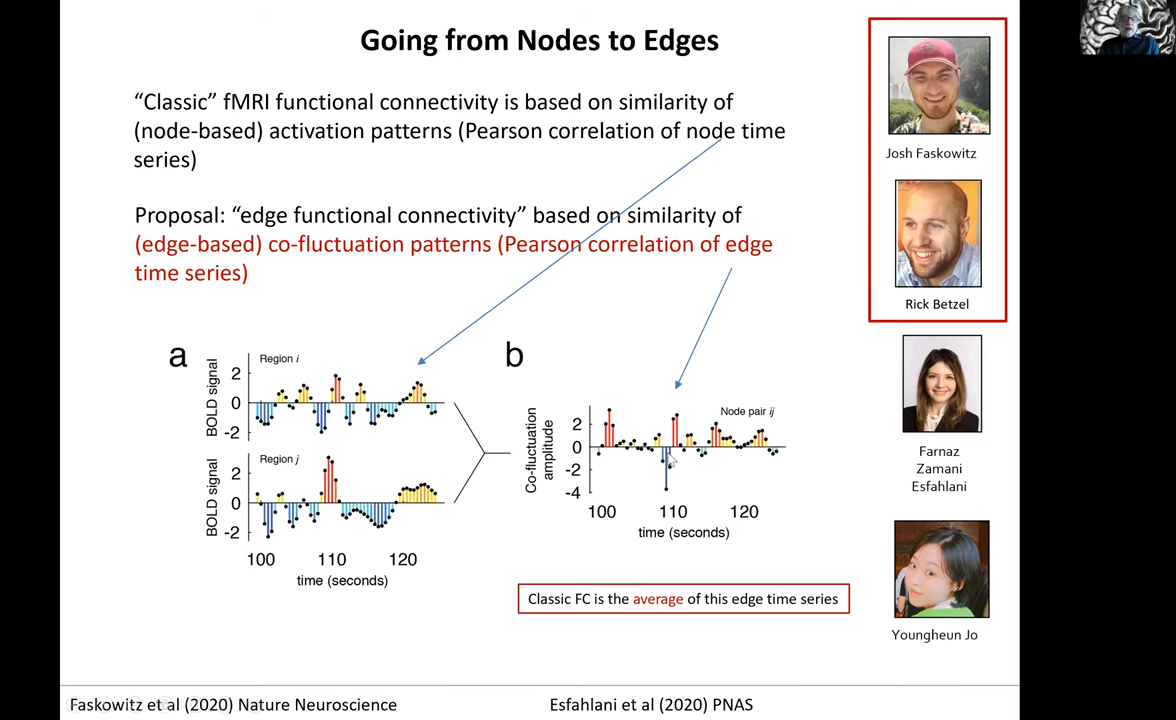 Going from Nodes to Edges
“Classic” fMRI functional connectivity is based on similarity of
(node-based) activation patterns (Pearson correlation of node time
series)
Proposal: “edge functional connectivity” based on similarity of
(edge-based) co-fluctuation patterns (Pearson correlation of edge
time series)
Josh Faskowitz
Rick Betzel
Farnaz
Zamani
Esfahlani
Youngheun Jo
a
Region i
BOLD signal
2
0
-2
Region j
BOLD signal
2
0
-2
100 110 120
time (seconds)
b
Node pair ij
Co-fluctuation
amplitude
2
0
-2
-4
100 110 120
time (seconds)
Classic FC is the average of this edge time series
Faskowitz et al (2020) Nature Neuroscience
Esfahlani et al (2020) PNAS